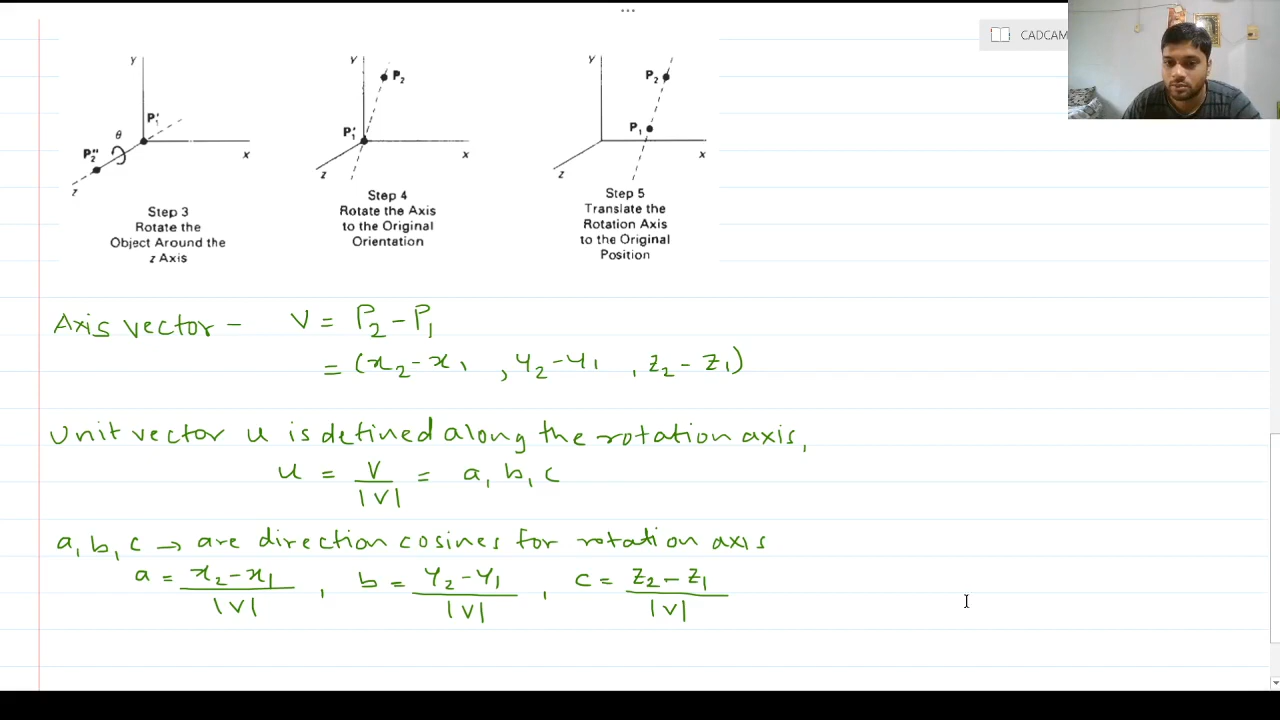 ...
CADCAM
y
P₁'
θ
P₂''
x
z
Step 3
Rotate the
Object Around the
z Axis
y
P₂
P₁'
x
z
Step 4
Rotate the Axis
to the Original
Orientation
y
P₂
P₁
x
z
Step 5
Translate the
Rotation Axis
to the Original
Position
Axis vector - V = P₂ - P₁
= (x₂ - x₁ , y₂ - y₁ , z₂ - z₁)
Unit vector u is defined along the rotation axis,
u = V/|V| = a, b, c
a, b, c → are direction cosines for rotation axis
a = x₂-x₁/|V| , b = y₂-y₁/|V| , c = z₂-z₁/|V|